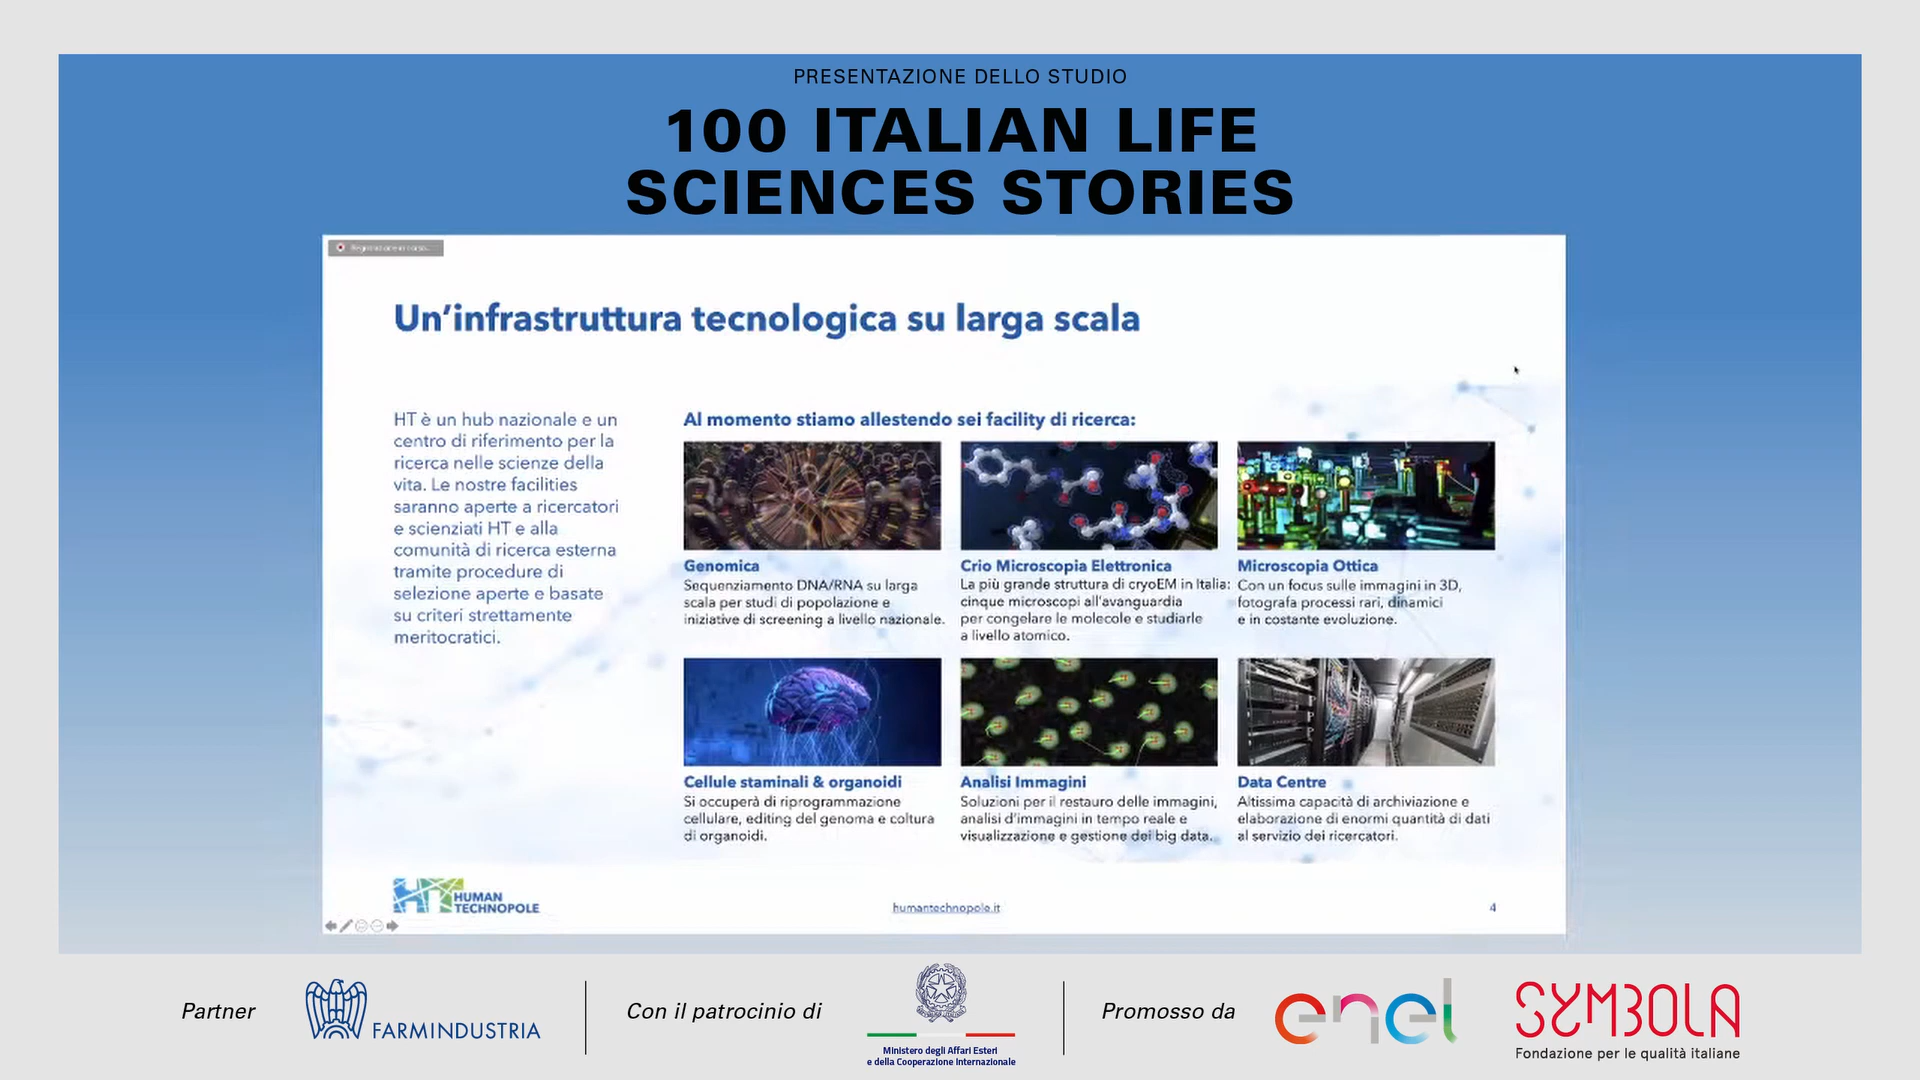 PRESENTAZIONE DELLO STUDIO
100 ITALIAN LIFE
SCIENCES STORIES
Un'infrastruttura tecnologica su larga scala
HT è un hub nazionale e un
centro di riferimento per la
ricerca nelle scienze della
vita. Le nostre facilities
saranno aperte a ricercatori
e scienziati HT e alla
comunità di ricerca esterna
tramite procedure di
selezione aperte e basate
su criteri strettamente
meritocratici.
Al momento stiamo allestendo sei facility di ricerca:
Genomica
Sequenziamento DNA/RNA su larga
scala per studi di popolazione e
iniziative di screening a livello nazionale.
Crio Microscopia Elettronica
La più grande struttura di cryoEM in Italia:
cinque microscopi all'avanguardia
per congelare le molecole e studiarle
a livello atomico.
Microscopia Ottica
Con un focus sulle immagini in 3D,
fotografa processi rari, dinamici
e in costante evoluzione.
Cellule staminali & organoidi
Si occuperà di riprogrammazione
cellulare, editing del genoma e coltura
di organoidi.
Analisi Immagini
Soluzioni per il restauro delle immagini,
analisi d'immagini in tempo reale e
visualizzazione e gestione dei big data.
Data Centre
Altissima capacità di archiviazione e
elaborazione di enormi quantità di dati
al servizio dei ricercatori.
HT HUMAN
TECHNOPOLE
humantechnopole.it
4
Partner
FARMINDUSTRIA
Con il patrocinio di
Ministero degli Affari Esteri
e della Cooperazione Internazionale
Promosso da
enel
SYMBOLA
Fondazione per le qualità italiane